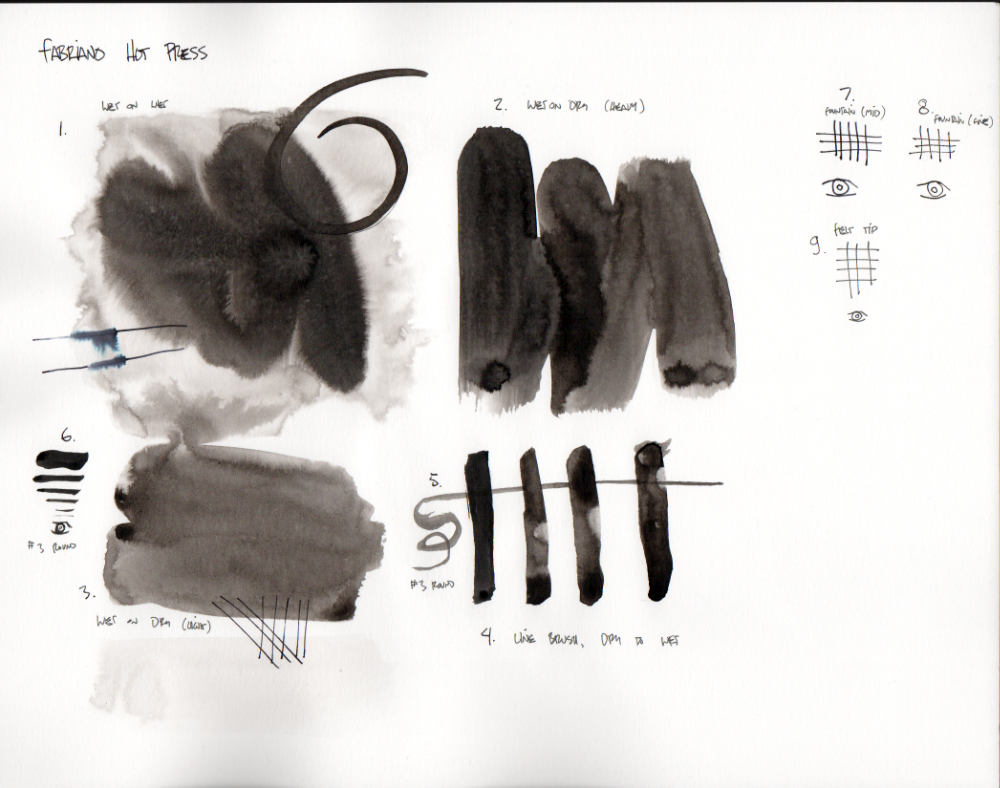 FABRIANO HOT PRESS
1. WET ON WET
2. WET ON DRY (HEAVY)
3. WET ON DRY (LIGHT)
4. LINE BRUSH, DRY TO WET
5. #3 ROUND
6. #3 ROUND
7. FOUNTAIN (MID)
8. FOUNTAIN (FINE)
9. FELT TIP